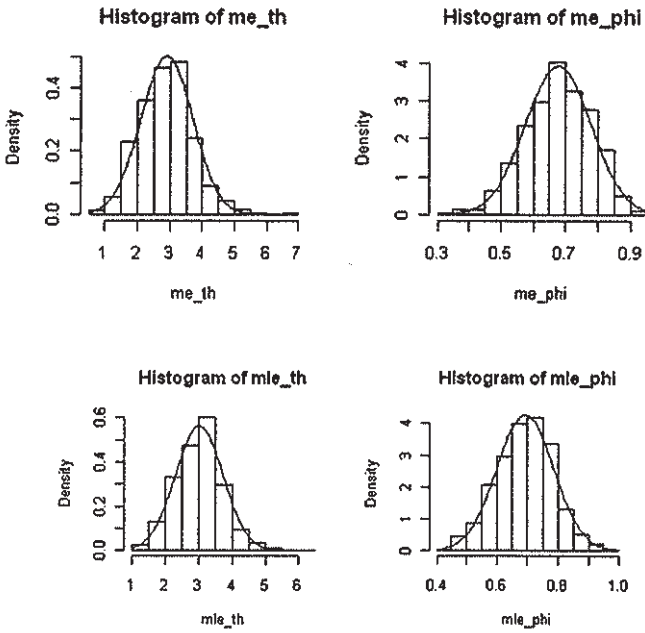 Histogram of me_th
Density
0.0 0.2 0.4
1 2 3 4 5 6 7
me_th
Histogram of me_phi
Density
0 1 2 3 4
0.3 0.5 0.7 0.9
me_phi
Histogram of mle_th
Density
0.0 0.2 0.4 0.6
1 2 3 4 5 6
mle_th
Histogram of mle_phi
Density
0 1 2 3 4
0.4 0.6 0.8 1.0
mle_phi